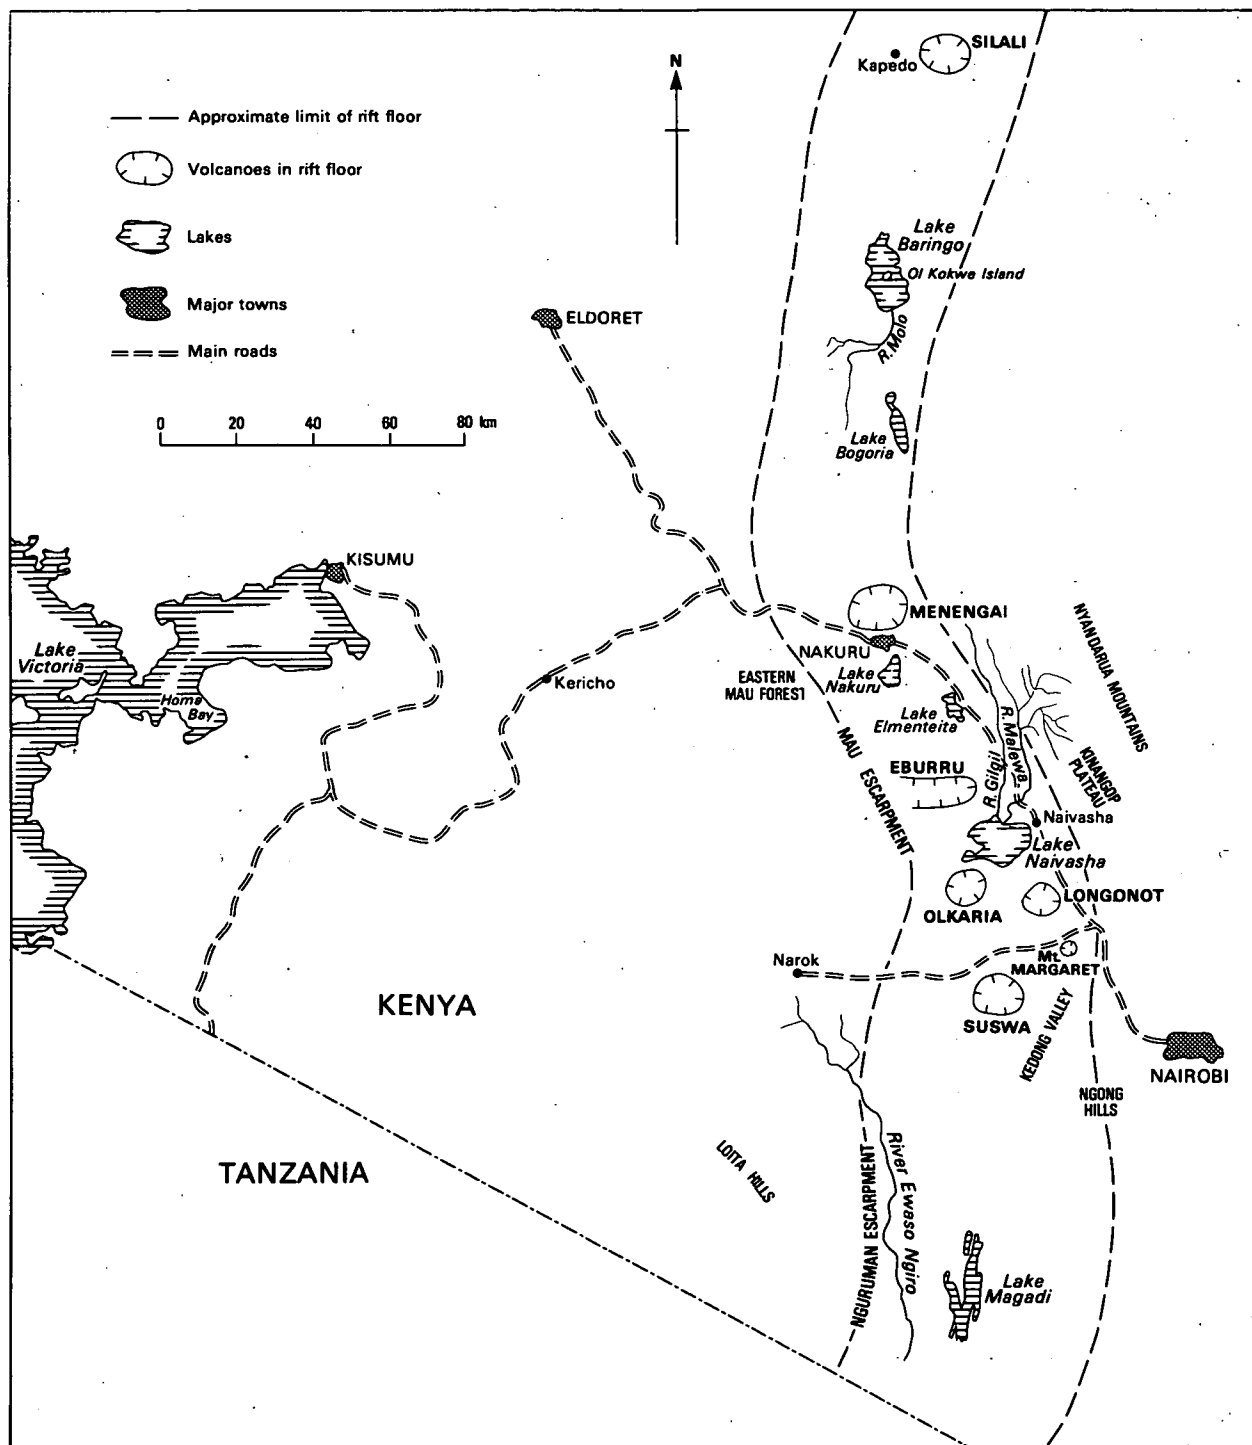 SILALI
Kapedo
N
Approximate limit of rift floor
Volcanoes in rift floor
Lakes
Major towns
Main roads
0 20 40 60 80 km
Lake
Baringo
Ol Kokwe Island
R. Molo
ELDORET
Lake
Bogoria
KISUMU
Lake
Victoria
Homa
Bay
Kericho
MENENGAI
NAKURU
Lake
Nakuru
EASTERN
MAU FOREST
Lake
Elmenteita
NYANDARUA MOUNTAINS
MAU ESCARPMENT
R. Malewa
R. Gilgil
KINANGOP
PLATEAU
EBURRU
Naivasha
Lake
Naivasha
OLKARIA
LONGONOT
Narok
Mt.
MARGARET
SUSWA
KEDONG VALLEY
KENYA
NAIROBI
NGONG
HILLS
TANZANIA
LOITA HILLS
NGURUMAN ESCARPMENT
River Ewaso Ngiro
Lake
Magadi